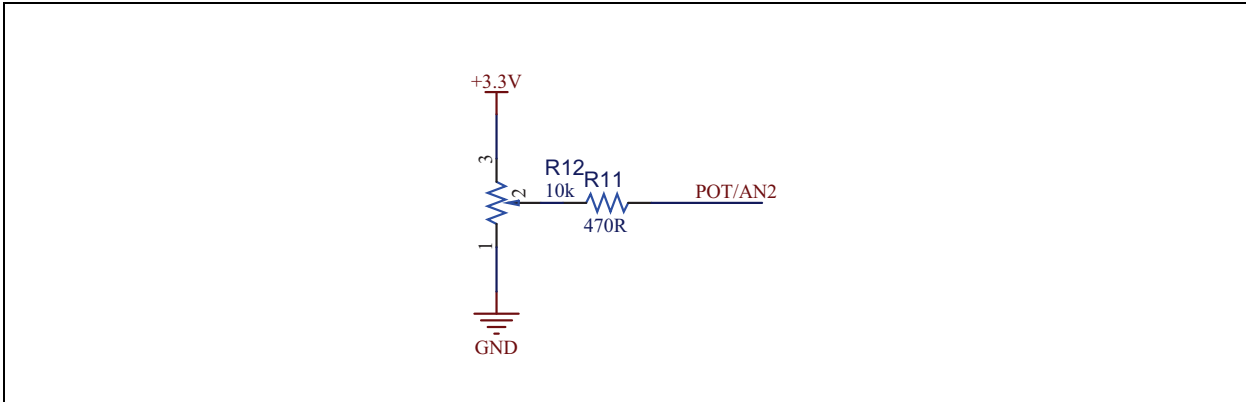 +3.3V
3
R12
10k
R11
2
470R
POT/AN2
1
GND